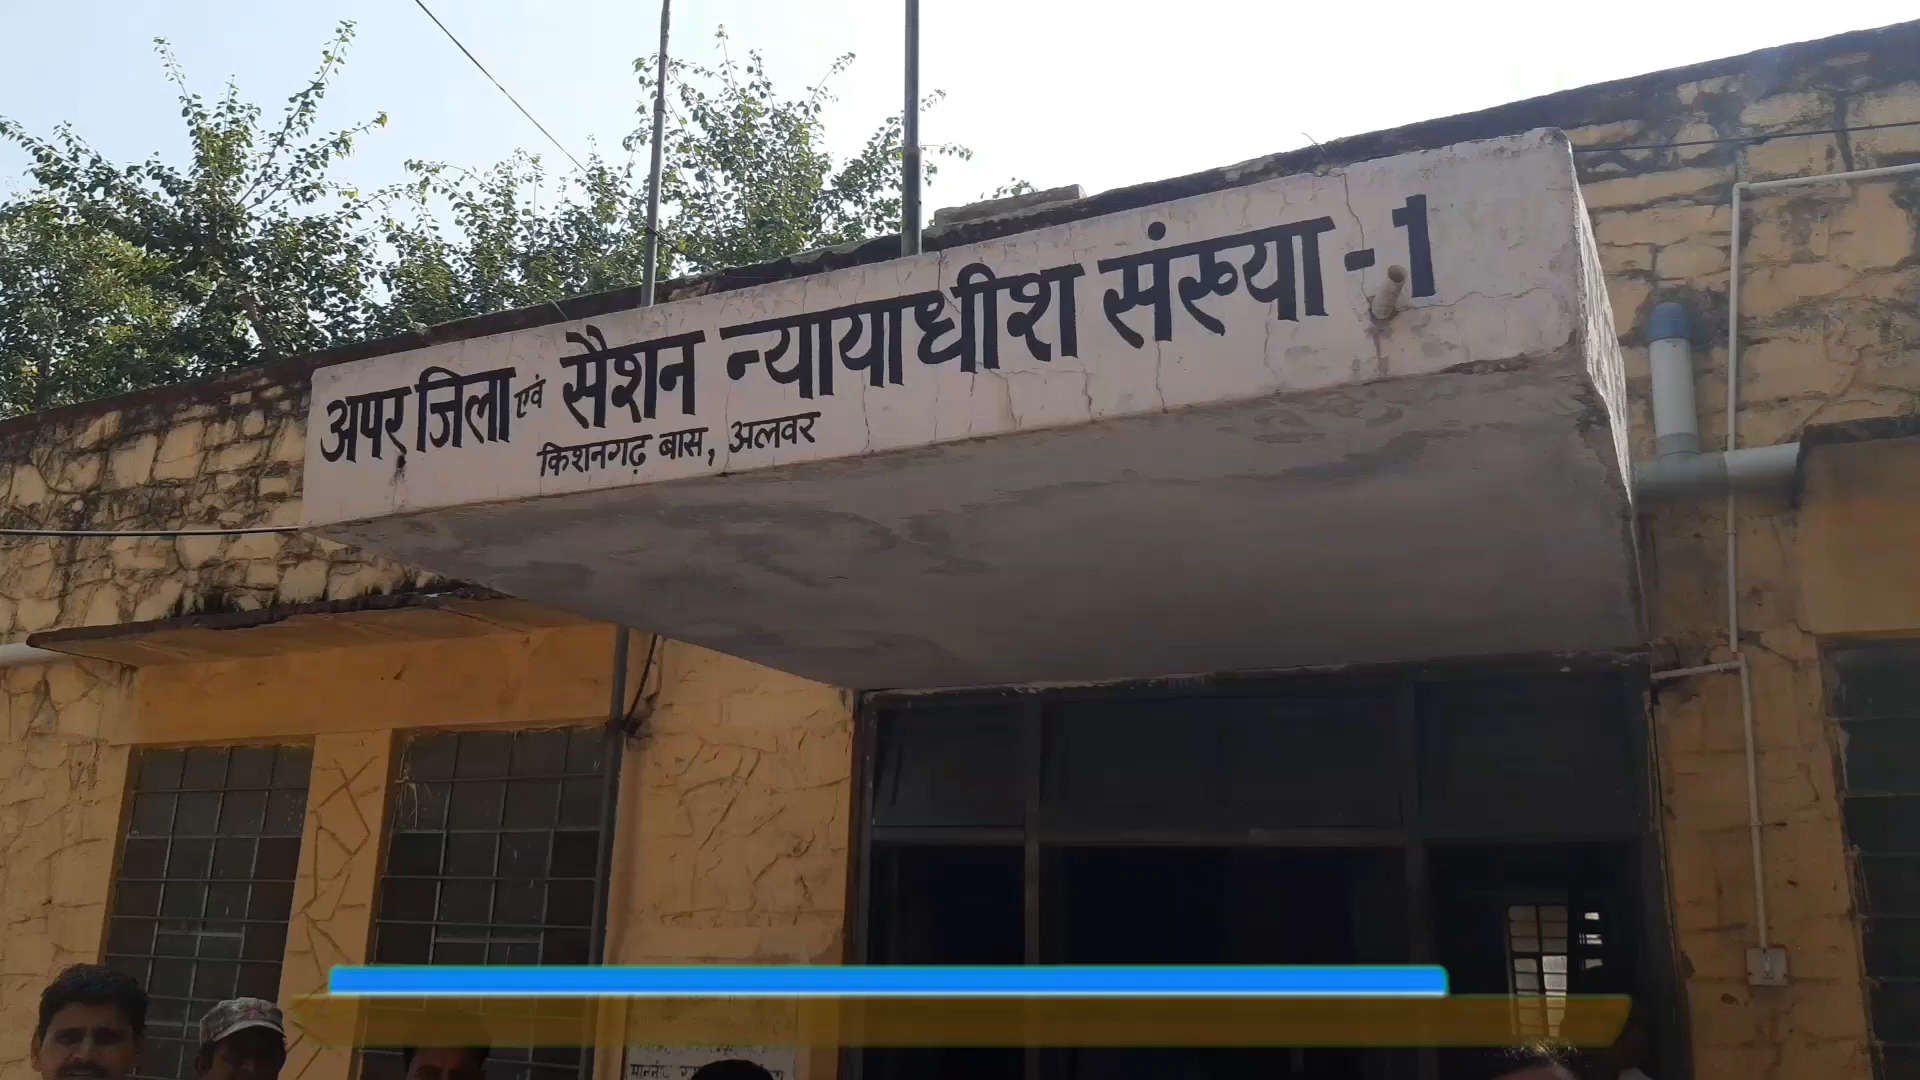 अपर जिला एवं सैशन न्यायाधीश संख्या - 1
किशनगढ़ बास, अलवर